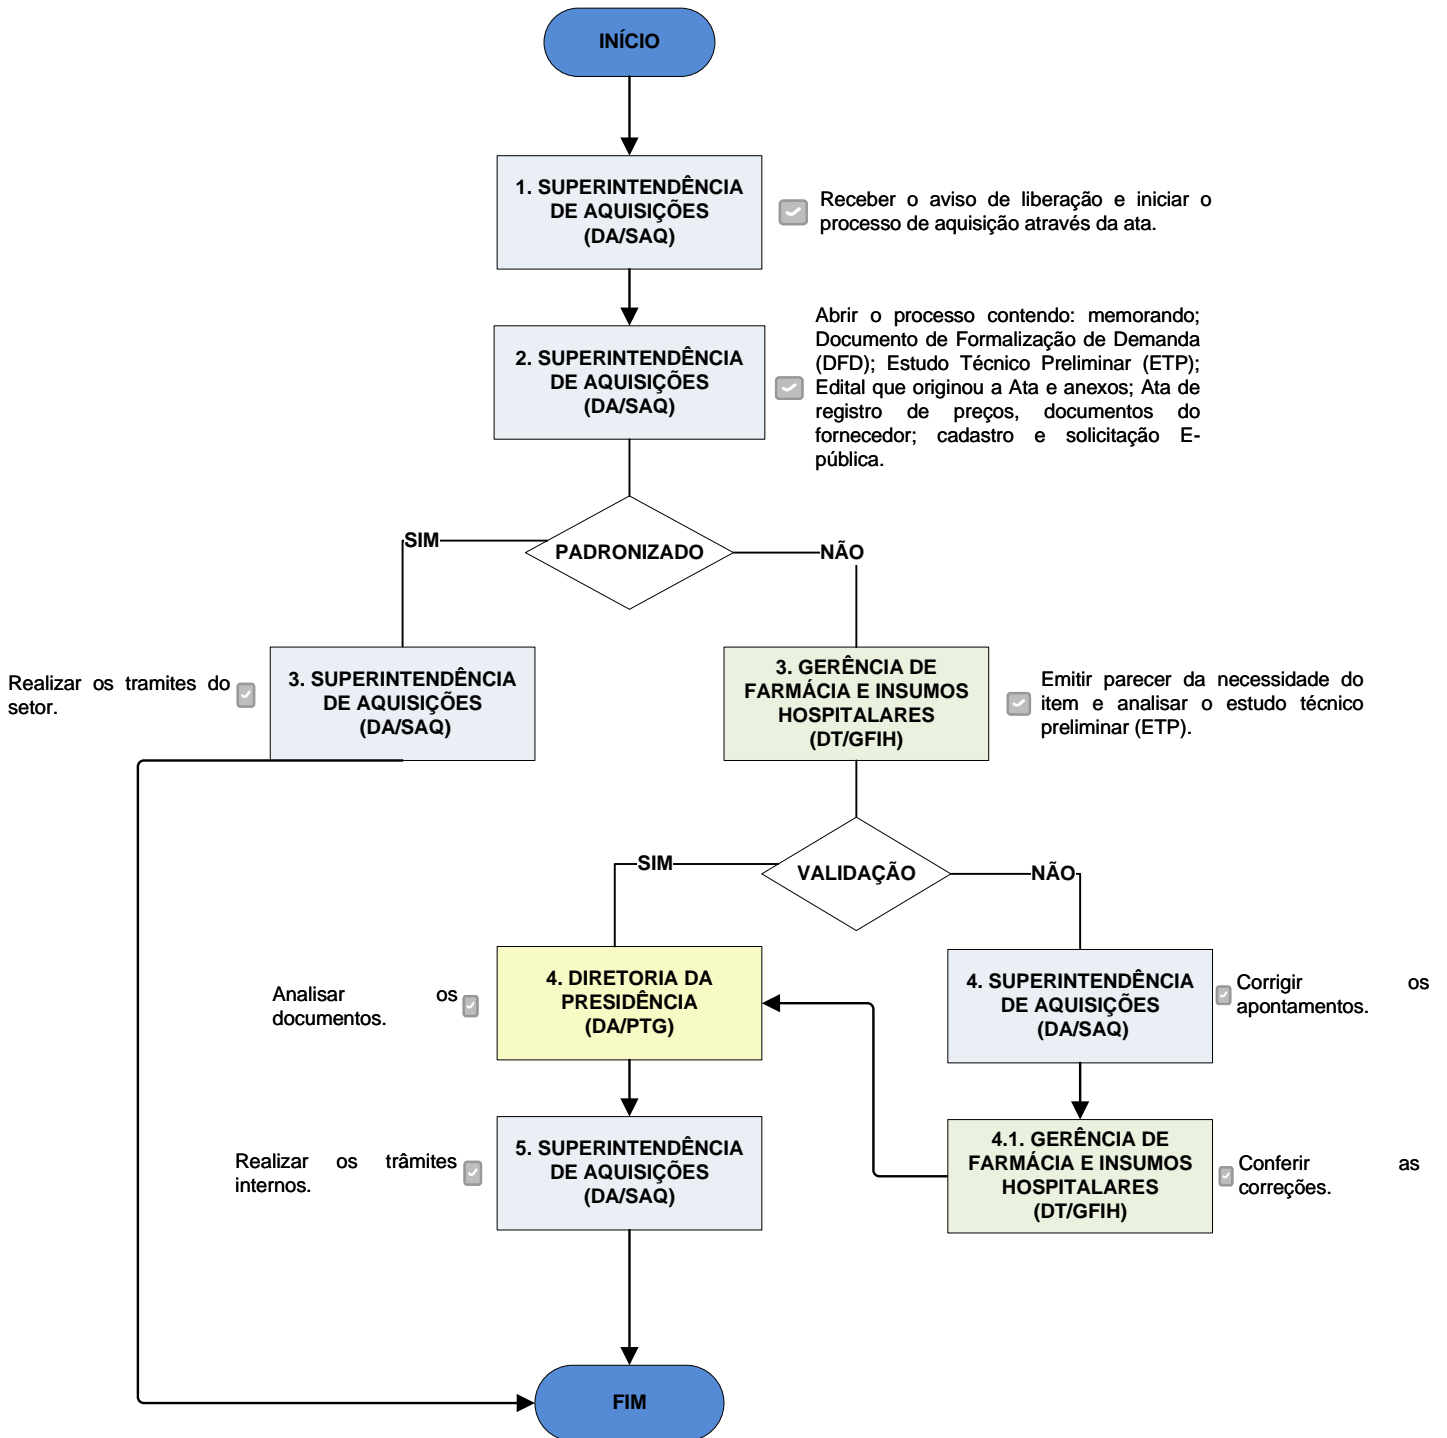 INÍCIO
1. SUPERINTENDÊNCIA
DE AQUISIÇÕES
(DA/SAQ)
Receber o aviso de liberação e iniciar o
processo de aquisição através da ata.
2. SUPERINTENDÊNCIA
DE AQUISIÇÕES
(DA/SAQ)
Abrir o processo contendo: memorando;
Documento de Formalização de Demanda
(DFD); Estudo Técnico Preliminar (ETP);
Edital que originou a Ata e anexos; Ata de
registro de preços, documentos do
fornecedor; cadastro e solicitação E-
pública.
SIM
PADRONIZADO
NÃO
Realizar os tramites do
setor.
3. SUPERINTENDÊNCIA
DE AQUISIÇÕES
(DA/SAQ)
3. GERÊNCIA DE
FARMÁCIA E INSUMOS
HOSPITALARES
(DT/GFIH)
Emitir parecer da necessidade do
item e analisar o estudo técnico
preliminar (ETP).
SIM
VALIDAÇÃO
NÃO
Analisar os
documentos.
4. DIRETORIA DA
PRESIDÊNCIA
(DA/PTG)
4. SUPERINTENDÊNCIA
DE AQUISIÇÕES
(DA/SAQ)
Corrigir os
apontamentos.
Realizar os trâmites
internos.
5. SUPERINTENDÊNCIA
DE AQUISIÇÕES
(DA/SAQ)
4.1. GERÊNCIA DE
FARMÁCIA E INSUMOS
HOSPITALARES
(DT/GFIH)
Conferir as
correções.
FIM